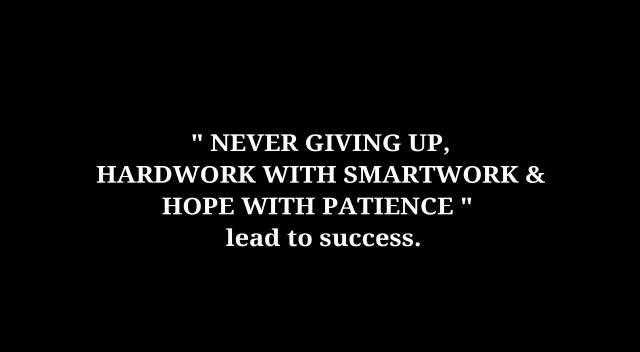 " NEVER GIVING UP,
HARDWORK WITH SMARTWORK &
HOPE WITH PATIENCE "
lead to success.